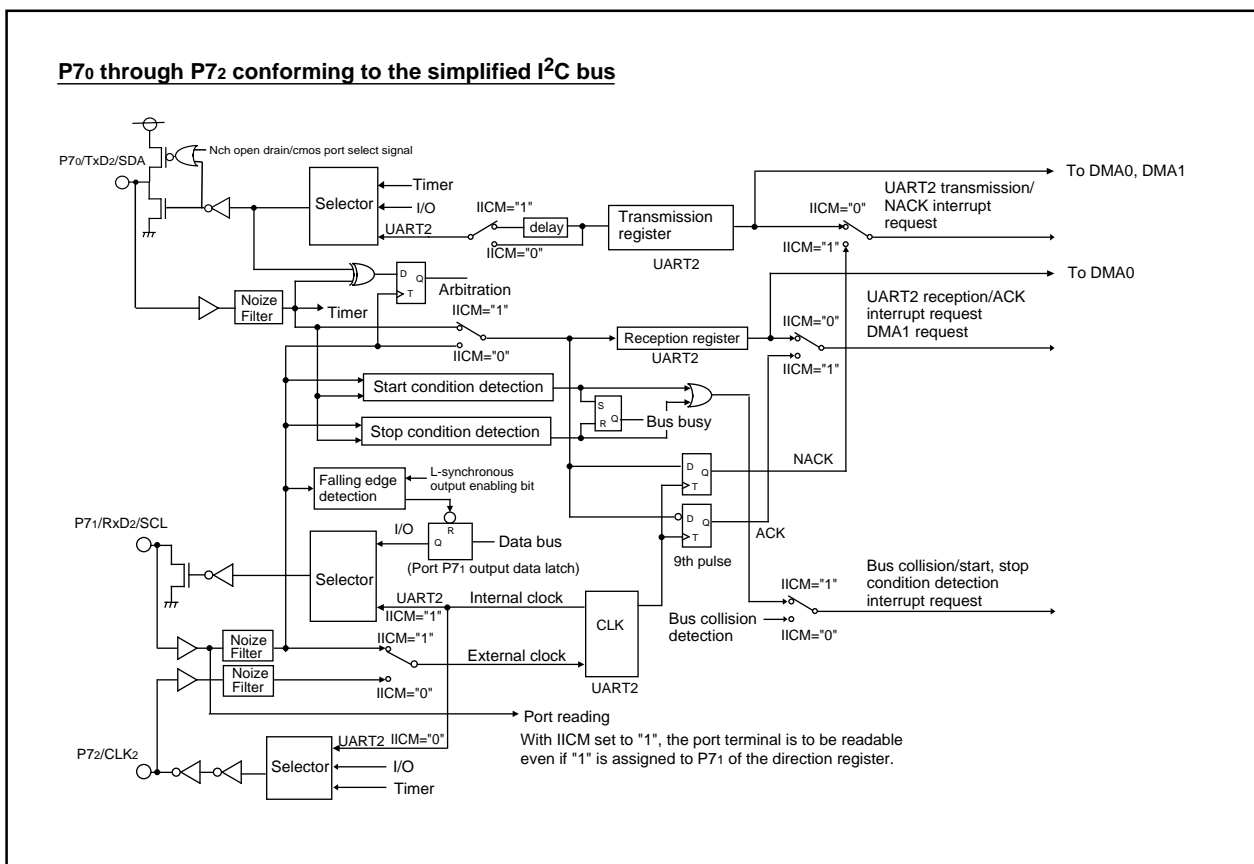 P70 through P72 conforming to the simplified I2C bus
Nch open drain/cmos port select signal
P70/TxD2/SDA
To DMA0, DMA1
Timer
I/O
UART2
Selector
IICM="1"
delay
IICM="0"
Transmission
register
UART2
IICM="0"
IICM="1"
UART2 transmission/
NACK interrupt
request
D
Q
T
Arbitration
To DMA0
Noize
Filter
Timer
IICM="1"
IICM="0"
Reception register
UART2
IICM="0"
IICM="1"
UART2 reception/ACK
interrupt request
DMA1 request
Start condition detection
S
R
Q
Bus busy
Stop condition detection
D
Q
T
NACK
Falling edge
detection
L-synchronous
output enabling bit
D
Q
T
ACK
9th pulse
P71/RxD2/SCL
I/O
R
Q
Data bus
(Port P71 output data latch)
Selector
UART2
IICM="1"
Internal clock
CLK
UART2
Bus collision
detection
IICM="1"
IICM="0"
Bus collision/start, stop
condition detection
interrupt request
Noize
Filter
IICM="1"
External clock
Noize
Filter
IICM="0"
Port reading
With IICM set to "1", the port terminal is to be readable
even if "1" is assigned to P71 of the direction register.
P72/CLK2
UART2
IICM="0"
Selector
I/O
Timer